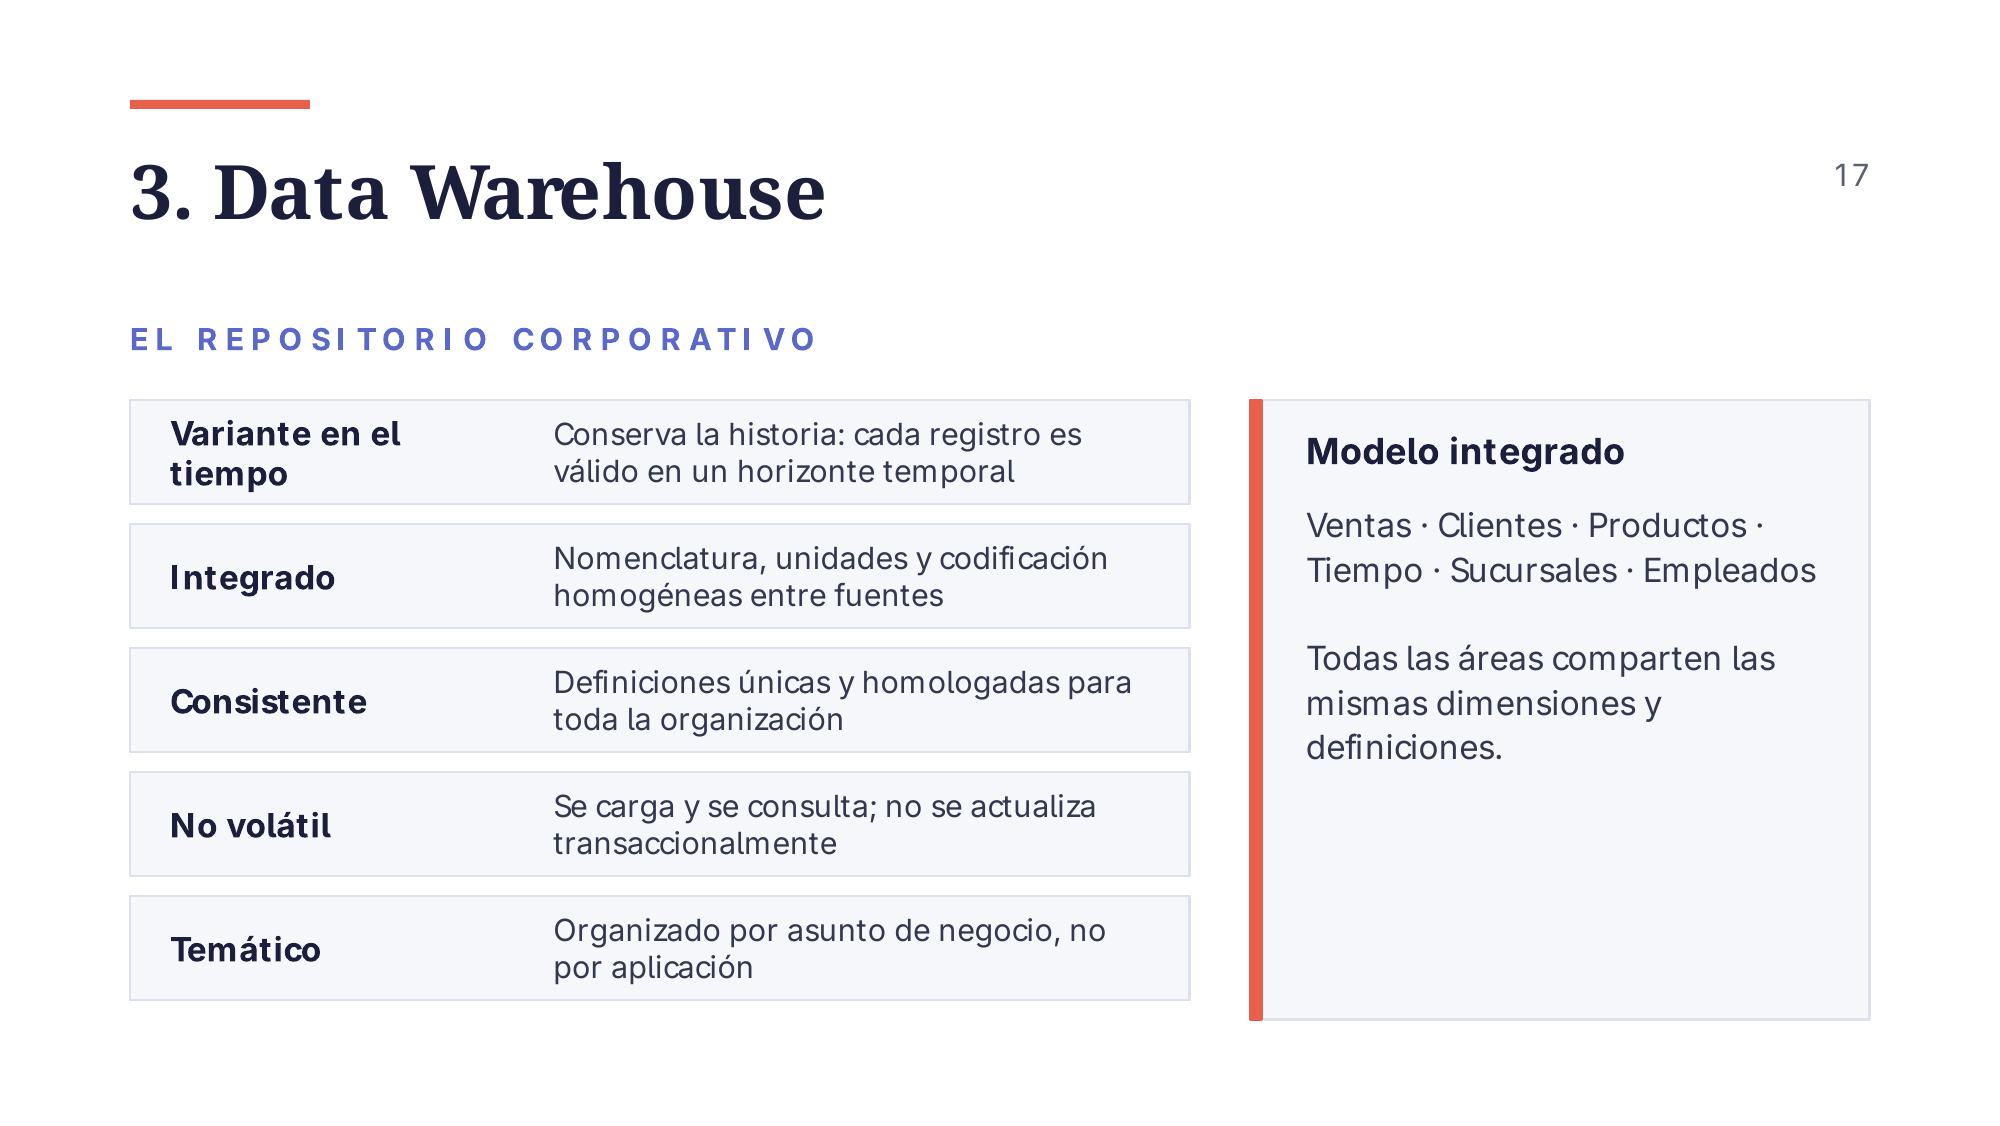 3. Data Warehouse
17
EL REPOSITORIO CORPORATIVO
Variante en el
tiempo
Conserva la historia: cada registro es
válido en un horizonte temporal
Integrado
Nomenclatura, unidades y codificación
homogéneas entre fuentes
Consistente
Definiciones únicas y homologadas para
toda la organización
No volátil
Se carga y se consulta; no se actualiza
transaccionalmente
Temático
Organizado por asunto de negocio, no
por aplicación
Modelo integrado
Ventas · Clientes · Productos ·
Tiempo · Sucursales · Empleados
Todas las áreas comparten las
mismas dimensiones y
definiciones.